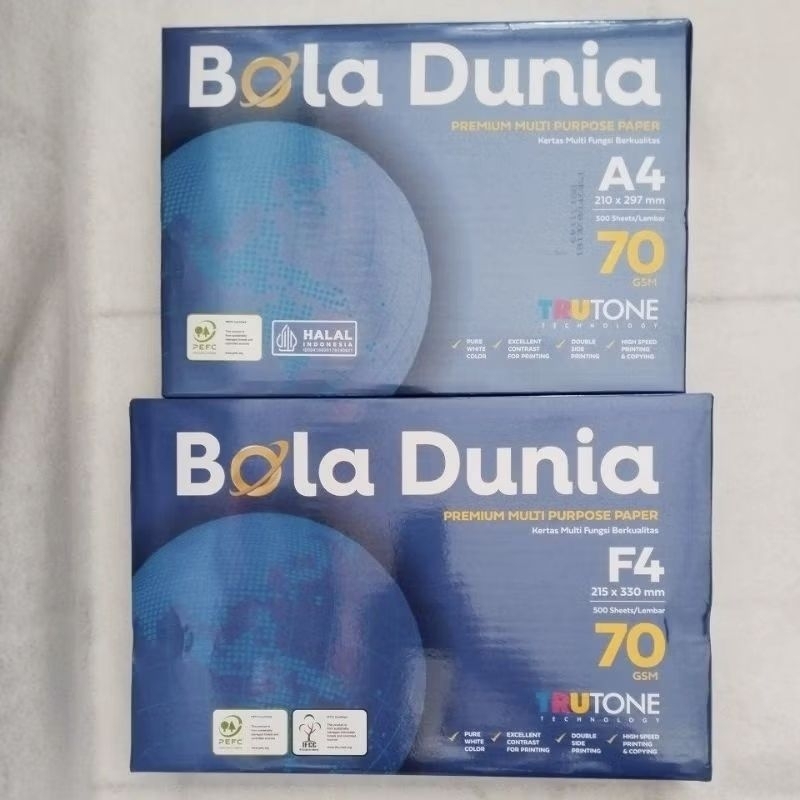 Bola Dunia
PREMIUM MULTI PURPOSE PAPER
Kertas Multi Fungsi Berkualitas
A4
210 x 297 mm
500 Sheets/Lembar
70
GSM
TRUTONE
TECHNOLOGY
PEFC
HALAL
INDONESIA
PURE WHITE COLOR
EXCELLENT CONTRAST FOR PRINTING
DOUBLE SIDE PRINTING
HIGH SPEED PRINTING & COPYING
Bola Dunia
PREMIUM MULTI PURPOSE PAPER
Kertas Multi Fungsi Berkualitas
F4
215 x 330 mm
500 Sheets/Lembar
70
GSM
TRUTONE
TECHNOLOGY
PEFC
IFCC
PURE WHITE COLOR
EXCELLENT CONTRAST FOR PRINTING
DOUBLE SIDE PRINTING
HIGH SPEED PRINTING & COPYING